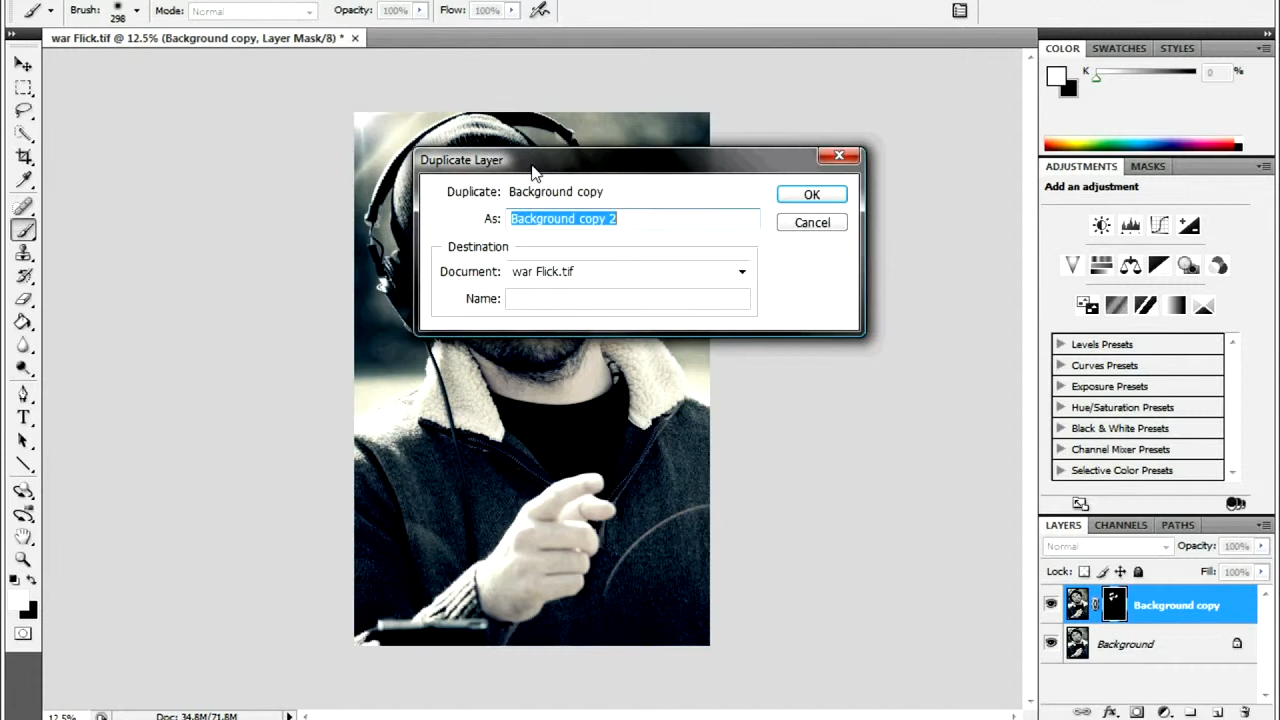 Brush: 298 Mode: Normal Opacity: 100% Flow: 100%
war Flick.tif @ 12.5% (Background copy, Layer Mask/8) *
Duplicate Layer
Duplicate: Background copy
As: Background copy 2
Destination
Document: war Flick.tif
Name:
OK
Cancel
COLOR SWATCHES STYLES
K 0 %
ADJUSTMENTS MASKS
Add an adjustment
Levels Presets
Curves Presets
Exposure Presets
Hue/Saturation Presets
Black & White Presets
Channel Mixer Presets
Selective Color Presets
LAYERS CHANNELS PATHS
Normal Opacity: 100%
Lock: Fill: 100%
Background copy
Background
12.5% Doc: 34.8M/71.8M